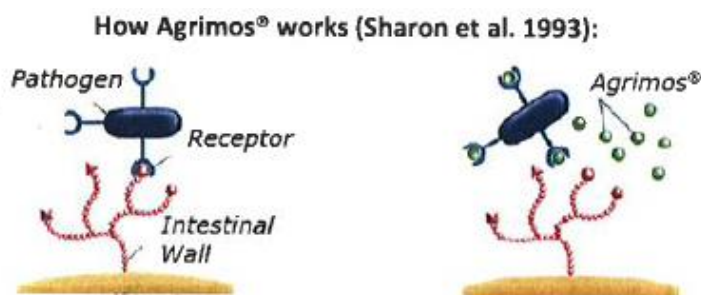 How Agrimos® works (Sharon et al. 1993):
Pathogen
Agrimos®
Receptor
Intestinal
Wall